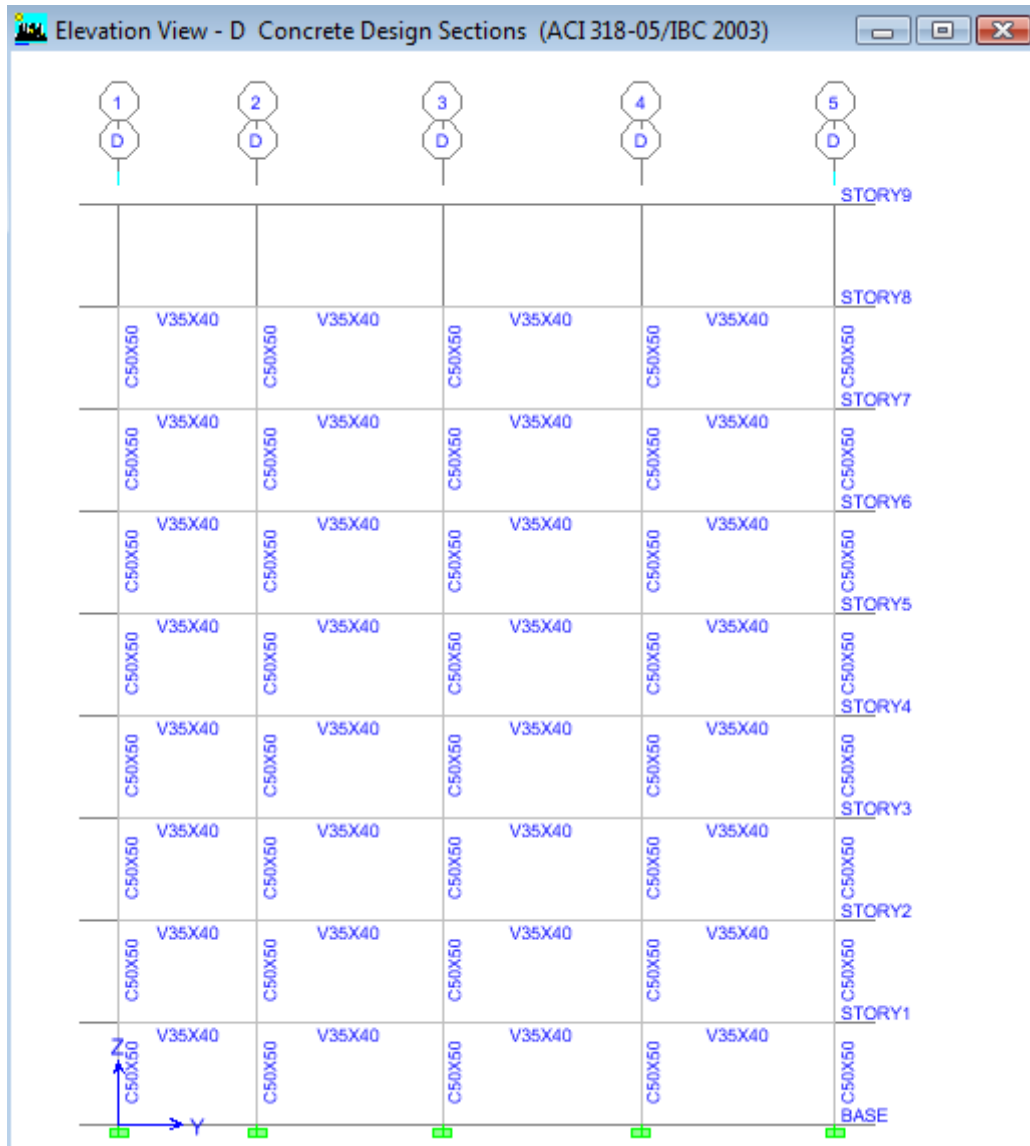 Elevation View - D Concrete Design Sections (ACI 318-05/IBC 2003)
1 2 3 4 5
D D D D D
STORY9
STORY8
V35X40 V35X40 V35X40 V35X40
C50X50 C50X50 C50X50 C50X50 C50X50
STORY7
V35X40 V35X40 V35X40 V35X40
C50X50 C50X50 C50X50 C50X50 C50X50
STORY6
V35X40 V35X40 V35X40 V35X40
C50X50 C50X50 C50X50 C50X50 C50X50
STORY5
V35X40 V35X40 V35X40 V35X40
C50X50 C50X50 C50X50 C50X50 C50X50
STORY4
V35X40 V35X40 V35X40 V35X40
C50X50 C50X50 C50X50 C50X50 C50X50
STORY3
V35X40 V35X40 V35X40 V35X40
C50X50 C50X50 C50X50 C50X50 C50X50
STORY2
V35X40 V35X40 V35X40 V35X40
C50X50 C50X50 C50X50 C50X50 C50X50
STORY1
V35X40 V35X40 V35X40 V35X40
Z
C50X50 C50X50 C50X50 C50X50 C50X50
BASE
Y